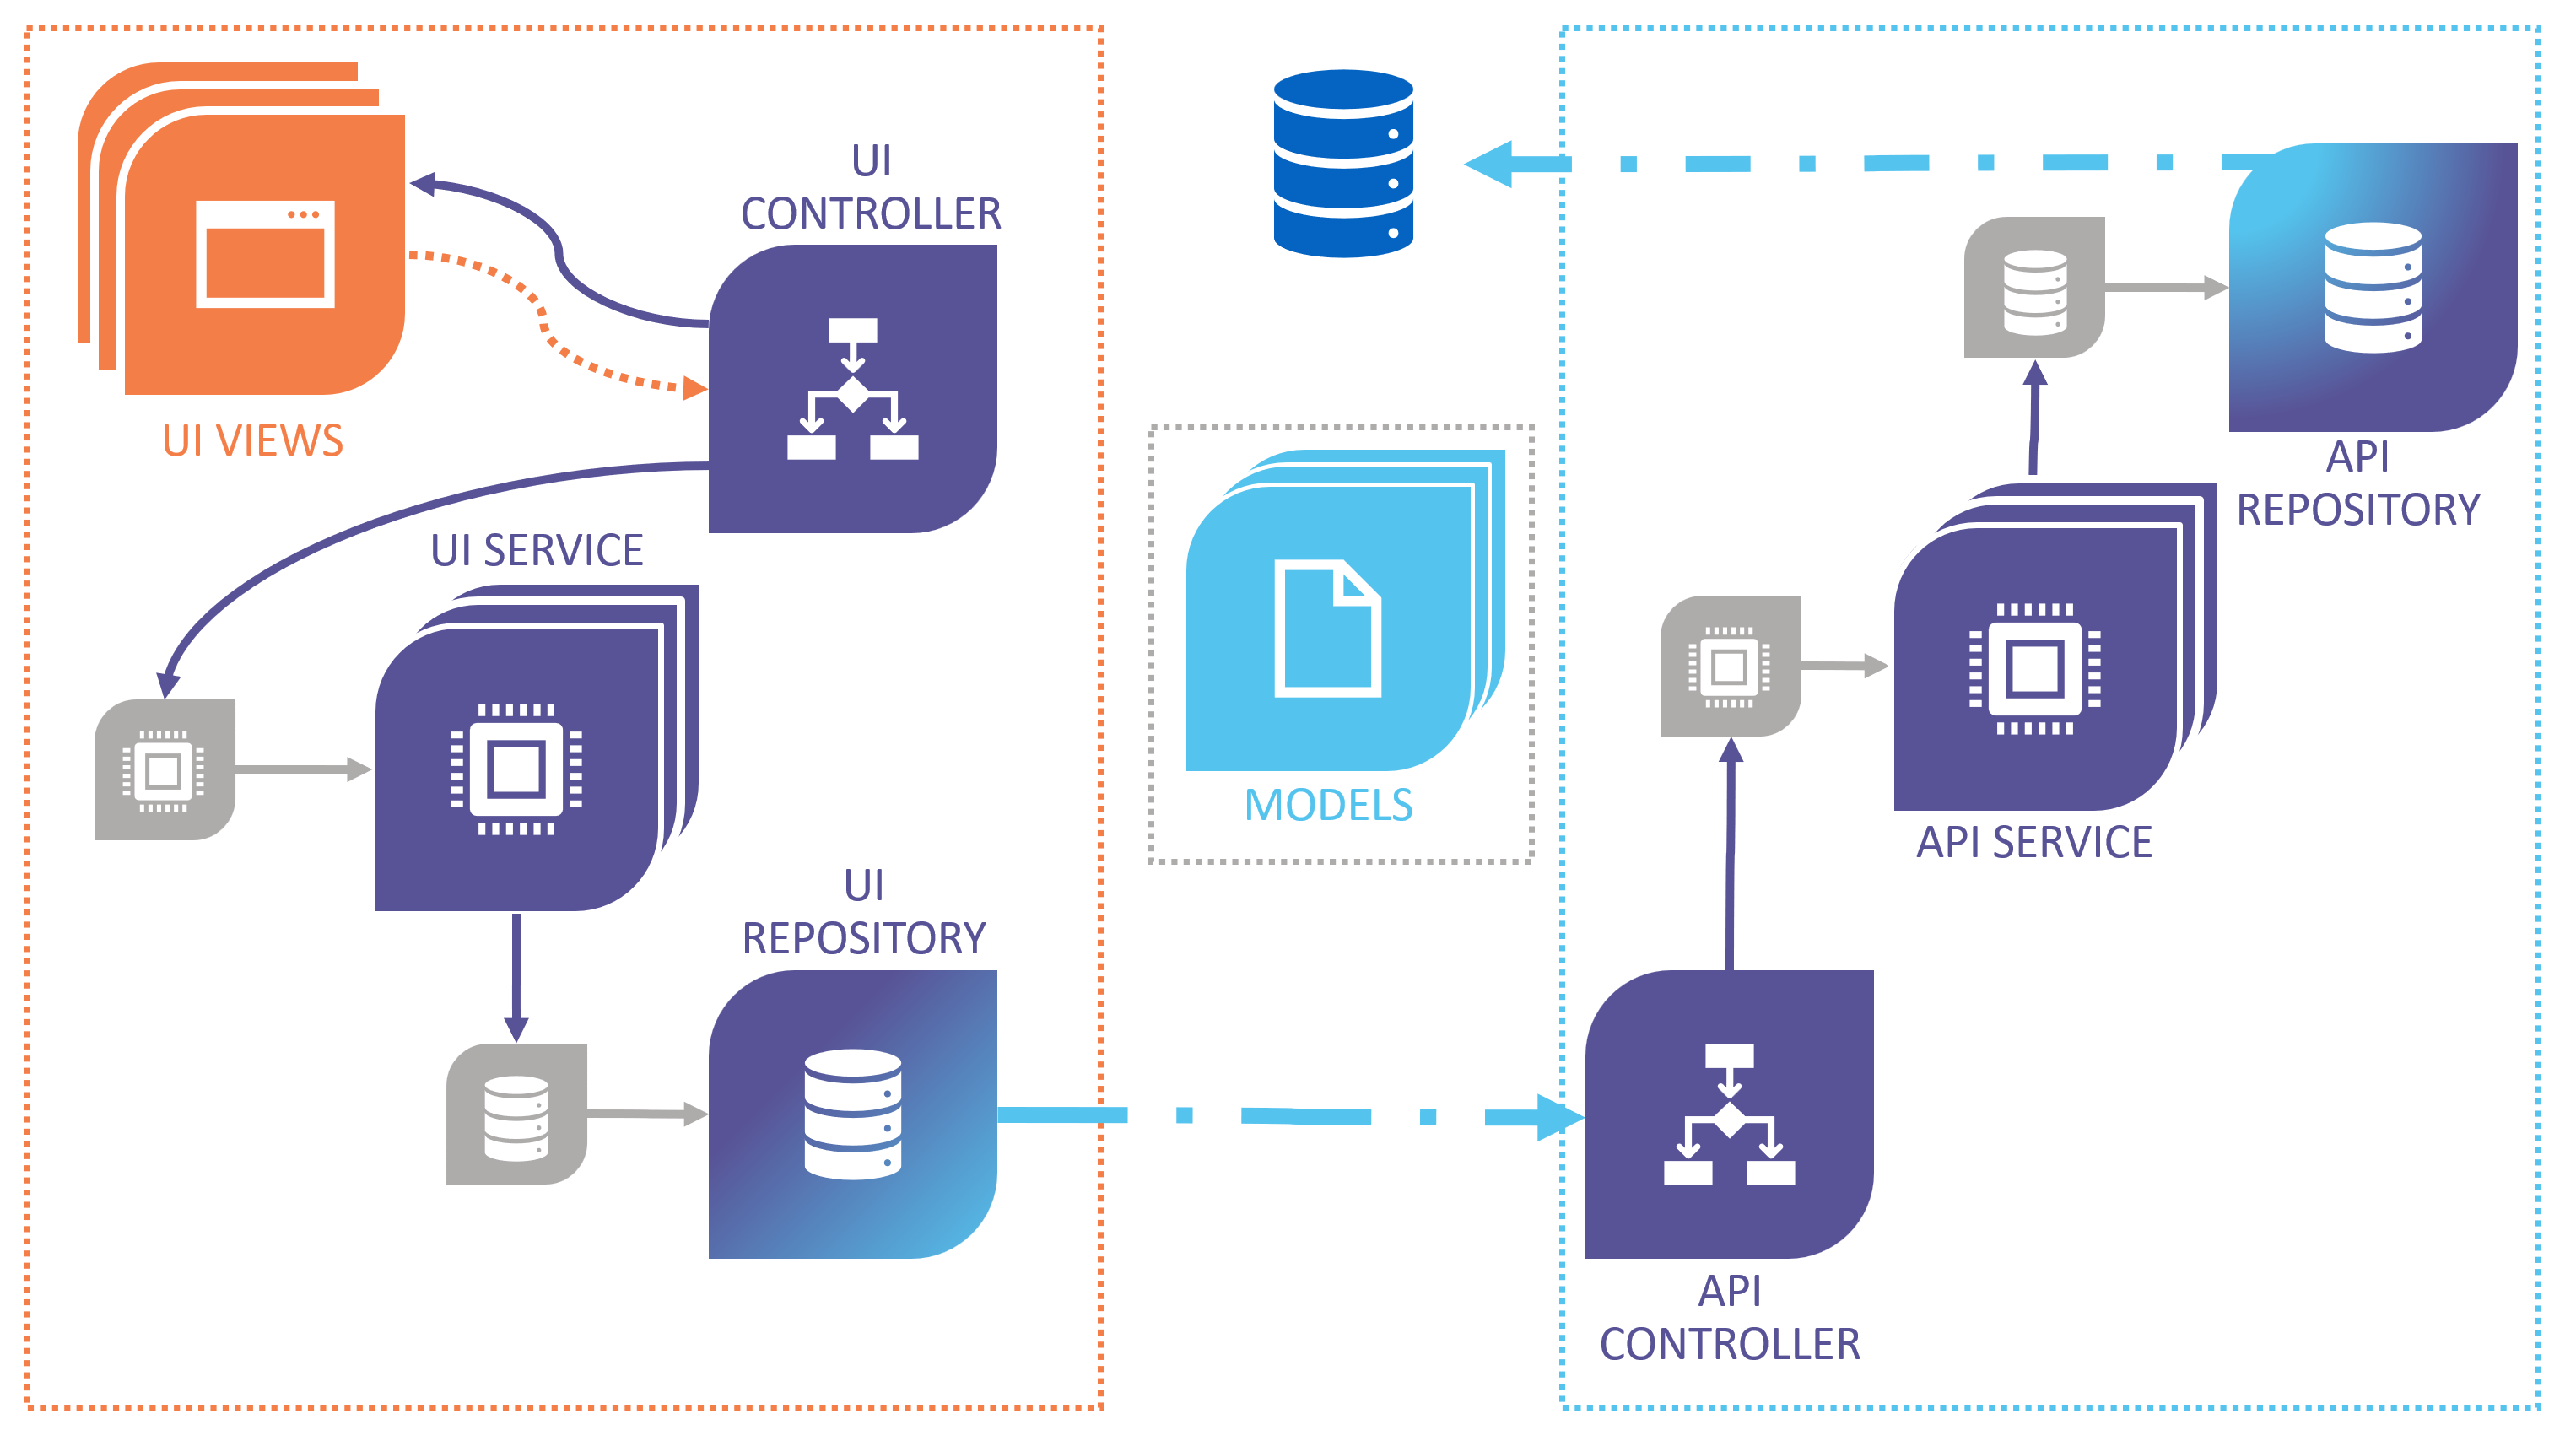 UI
CONTROLLER
UI VIEWS
UI SERVICE
UI
REPOSITORY
MODELS
API
REPOSITORY
API SERVICE
API
CONTROLLER